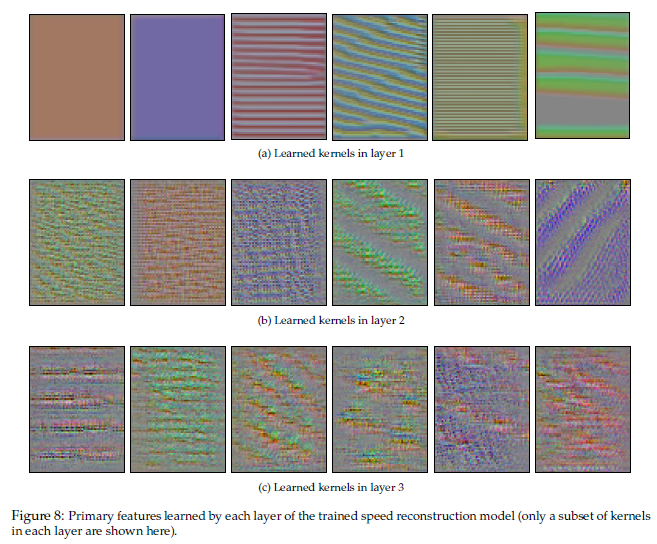 (a) Learned kernels in layer 1
(b) Learned kernels in layer 2
(c) Learned kernels in layer 3
Figure 8: Primary features learned by each layer of the trained speed reconstruction model (only a subset of kernels
in each layer are shown here).